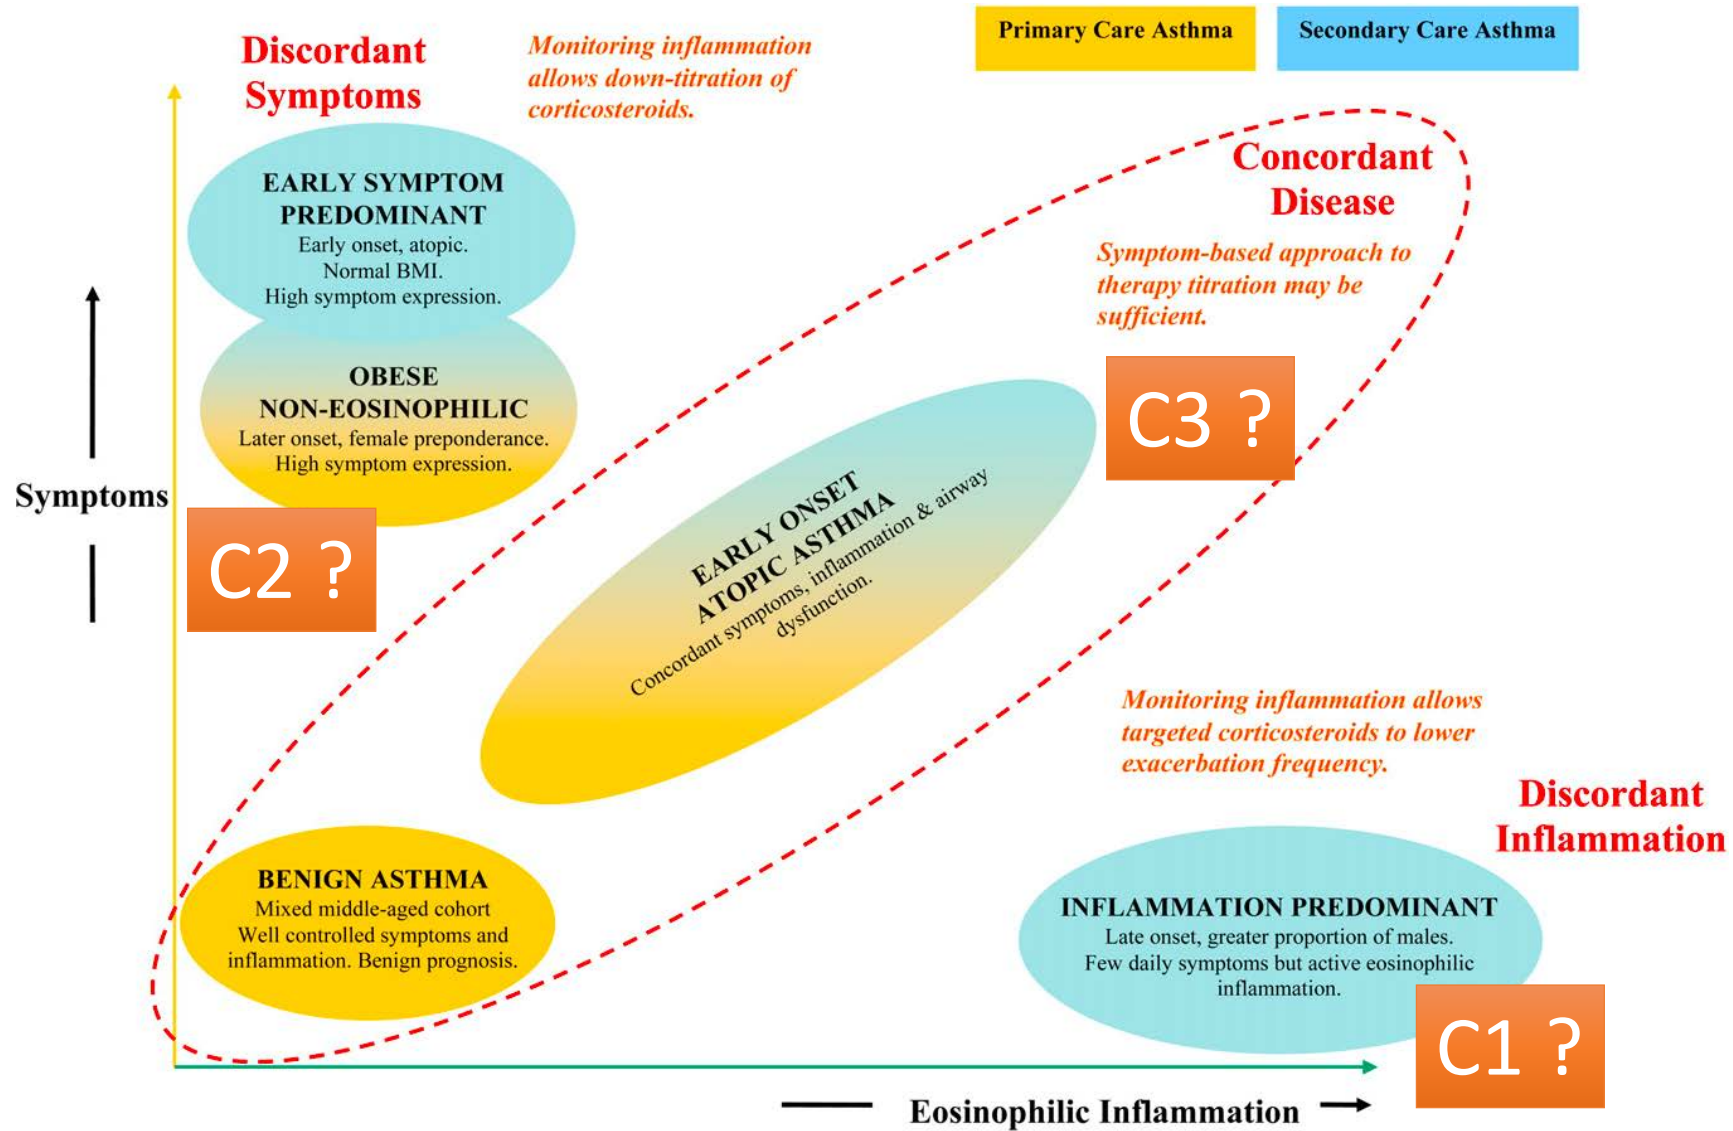 Primary Care Asthma
Secondary Care Asthma
Discordant
Symptoms
Monitoring inflammation
allows down-titration of
corticosteroids.
Concordant
Disease
Symptom-based approach to
therapy titration may be
sufficient.
EARLY SYMPTOM
PREDOMINANT
Early onset, atopic.
Normal BMI.
High symptom expression.
OBESE
NON-EOSINOPHILIC
Later onset, female preponderance.
High symptom expression.
Symptoms
C2 ?
C3 ?
EARLY ONSET
ATOPIC ASTHMA
Concordant symptoms, inflammation & airway
dysfunction.
Monitoring inflammation allows
targeted corticosteroids to lower
exacerbation frequency.
Discordant
Inflammation
BENIGN ASTHMA
Mixed middle-aged cohort
Well controlled symptoms and
inflammation. Benign prognosis.
INFLAMMATION PREDOMINANT
Late onset, greater proportion of males.
Few daily symptoms but active eosinophilic
inflammation.
C1 ?
Eosinophilic Inflammation